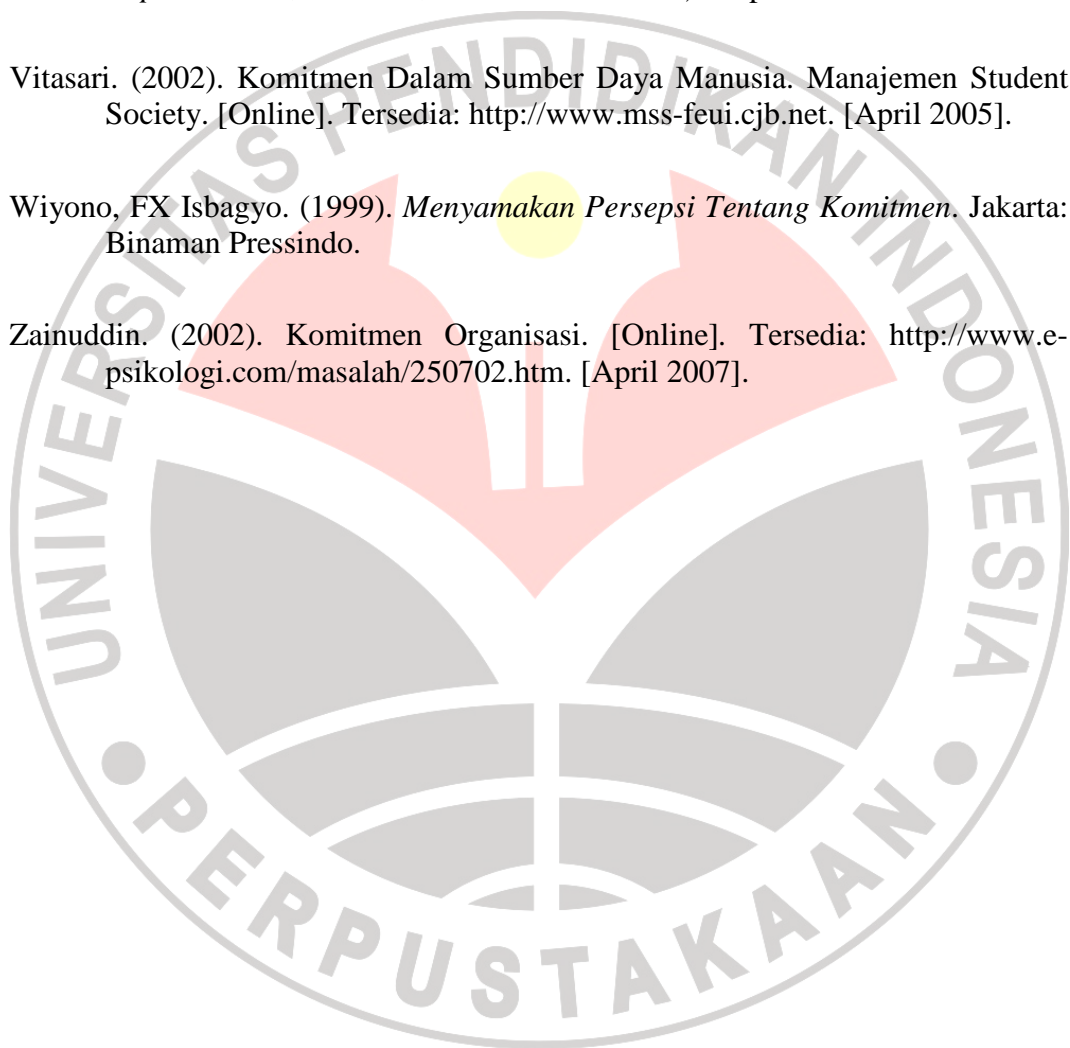 Vitasari. (2002). Komitmen Dalam Sumber Daya Manusia. Manajemen Student
Society. [Online]. Tersedia: http://www.mss-feui.cjb.net. [April 2005].
Wiyono, FX Isbagyo. (1999). Menyamakan Persepsi Tentang Komitmen. Jakarta:
Binaman Pressindo.
Zainuddin. (2002). Komitmen Organisasi. [Online]. Tersedia: http://www.e-
psikologi.com/masalah/250702.htm. [April 2007].
UNIVERSITAS PENDIDIKAN INDONESIA
PERPUSTAKAAN